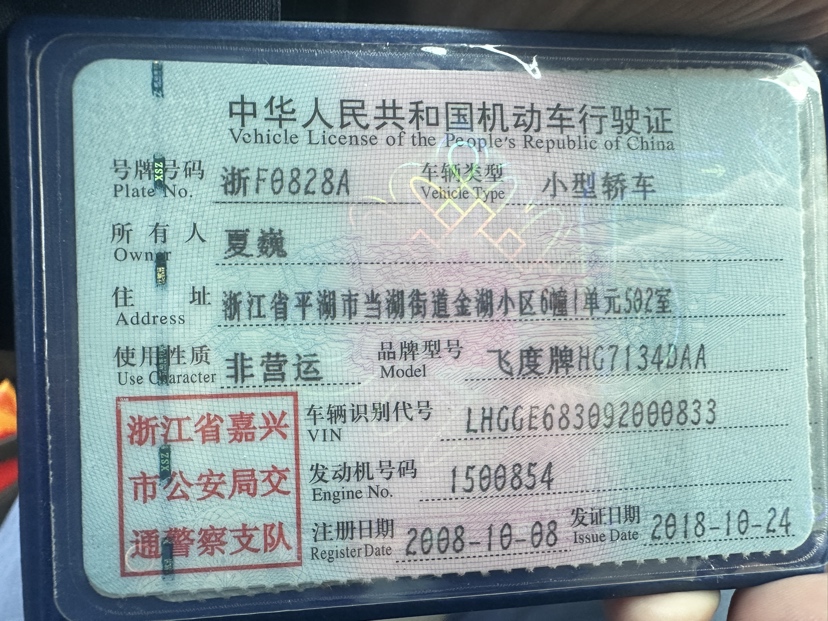 中华人民共和国机动车行驶证
Vehicle License of the People's Republic of China
号牌号码 浙F0828A 车辆类型 小型轿车
Plate No. Vehicle Type
所有人 夏巍
Owner
住址 浙江省平湖市当湖街道金湖小区6幢1单元502室
Address
使用性质 非营运 品牌型号 飞度牌HG7134DAA
Use Character Model
浙江省嘉兴
市公安局交
通警察支队
车辆识别代号 LHGGE683092000833
VIN
发动机号码 1500854
Engine No.
注册日期 2008-10-08 发证日期 2018-10-24
Register Date Issue Date